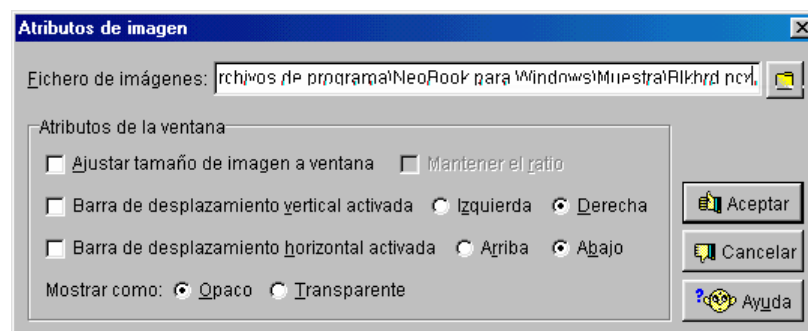 Atributos de imagen
Fichero de imágenes: rchivos de programa\NeoBook para Windows\Muestra\Blkhrd.pcx
Atributos de la ventana
Ajustar tamaño de imagen a ventana Mantener el ratio
Barra de desplazamiento vertical activada Izquierda Derecha
Aceptar
Barra de desplazamiento horizontal activada Arriba Abajo
Cancelar
Mostrar como: Opaco Transparente
Ayuda